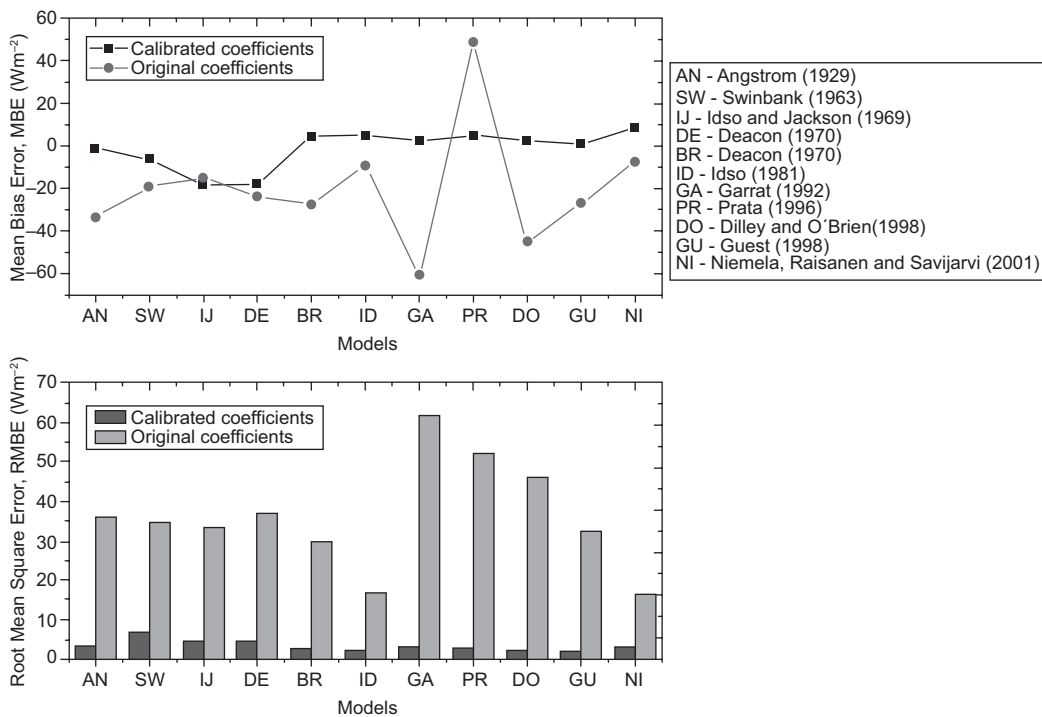 60
40
20
0
−20
−40
−60
Mean Bias Error, MBE (Wm−2)
Calibrated coefficients
Original coefficients
AN SW IJ DE BR ID GA PR DO GU NI
Models
AN - Angstrom (1929)
SW - Swinbank (1963)
IJ - Idso and Jackson (1969)
DE - Deacon (1970)
BR - Deacon (1970)
ID - Idso (1981)
GA - Garrat (1992)
PR - Prata (1996)
DO - Dilley and O´Brien(1998)
GU - Guest (1998)
NI - Niemela, Raisanen and Savijarvi (2001)
70
60
50
40
30
20
10
0
Root Mean Square Error, RMBE (Wm−2)
Calibrated coefficients
Original coefficients
AN SW IJ DE BR ID GA PR DO GU NI
Models